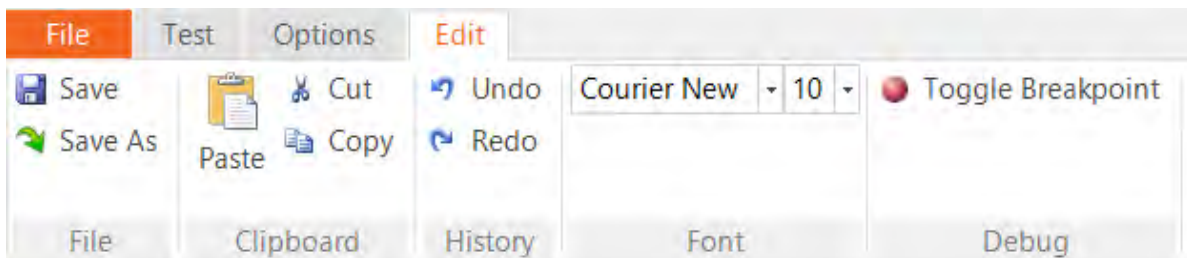 File Test Options Edit
Save Cut Undo Courier New 10 Toggle Breakpoint
Save As Paste Copy Redo
File Clipboard History Font Debug